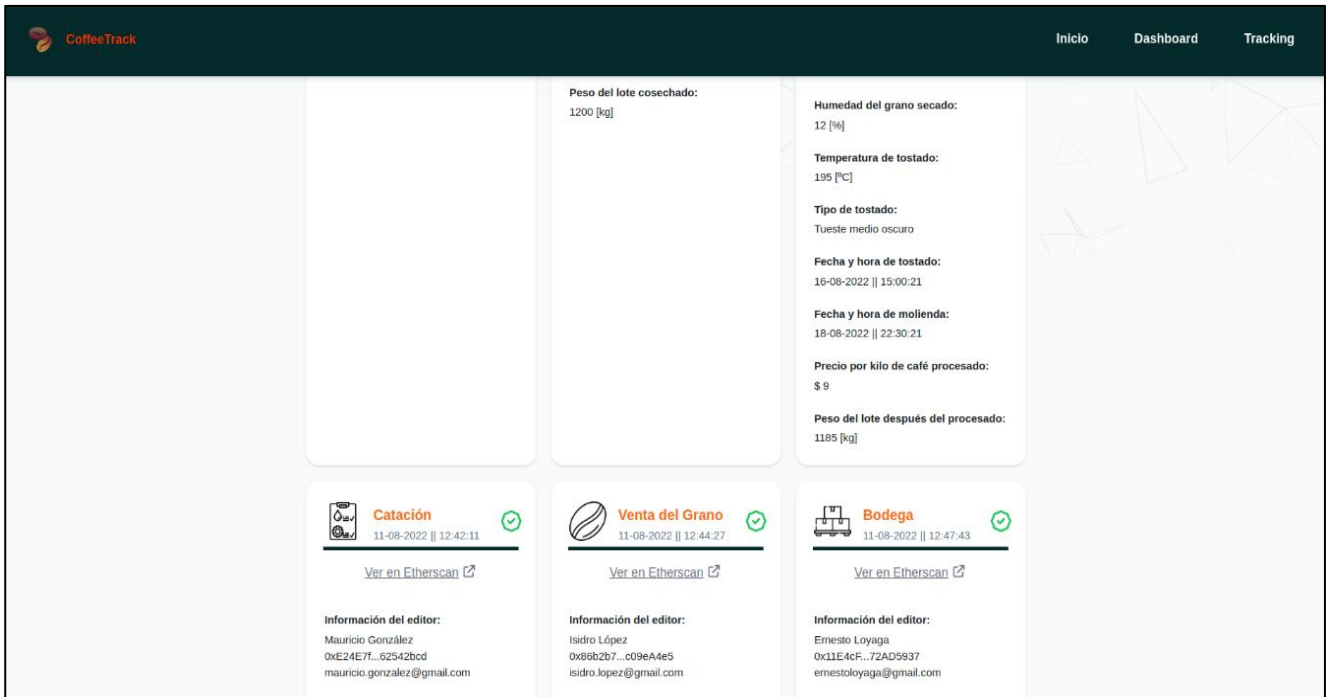 CoffeeTrack
Inicio Dashboard Tracking
Peso del lote cosechado:
1200 [kg]
Humedad del grano secado:
12 [%]
Temperatura de tostado:
195 [ºC]
Tipo de tostado:
Tueste medio oscuro
Fecha y hora de tostado:
16-08-2022 || 15:00:21
Fecha y hora de molienda:
18-08-2022 || 22:30:21
Precio por kilo de café procesado:
$ 9
Peso del lote después del procesado:
1185 [kg]
Catación
11-08-2022 || 12:42:11
Ver en Etherscan
Información del editor:
Mauricio González
0xE24E7f...62542bcd
mauricio.gonzalez@gmail.com
Venta del Grano
11-08-2022 || 12:44:27
Ver en Etherscan
Información del editor:
Isidro López
0x86b2b7...c09eA4e5
isidro.lopez@gmail.com
Bodega
11-08-2022 || 12:47:43
Ver en Etherscan
Información del editor:
Ernesto Loyaga
0x11E4cF...72AD5937
ernestoloyaga@gmail.com